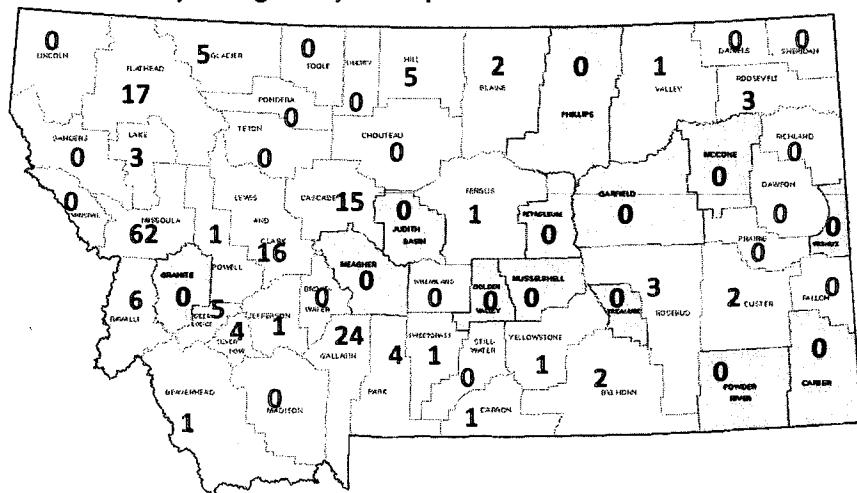 0
LINCOLN
FLATHEAD
17
5 GLACIER
0
TOOLE
LIBERTY
0
HILL
5
2
BLAINE
0
PHILLIPS
1
VALLEY
0
DANIELS
0
SHERIDAN
ROOSEVELT
3
PONDERA
0
SANDERS
0
LAKE
3
TETON
0
CHOUTEAU
0
MCCONE
0
RICHLAND
0
0
MINERAL
MISSOULA
62
1
POWELL
LEWIS
AND
CLARK
16
CASCADE 15
0
JUDITH
BASIN
FERGUS
1
PETROLEUM
0
GARFIELD
0
DAWSON
0
PRAIRIE
0
0
WIBAUX
6
RAVALLI
GRANITE
0
5
DEER
LODGE
4
SILVER
BOW
JEFFERSON
1
BROAD-
WATER
0
MEAGHER
0
WHEATLAND
0
GOLDEN
0
VALLEY
MUSSELSHELL
0
0
TREASURE
3
ROSEBUD
2 CUSTER
0
FALLON
24
GALLATIN
4
PARK
SWEETGRASS
1
STILL-
WATER
0
YELLOWSTONE
1
2
BIG HORN
0
POWDER
RIVER
0
CARTER
BEAVERHEAD
1
0
MADISON
1 CARBON